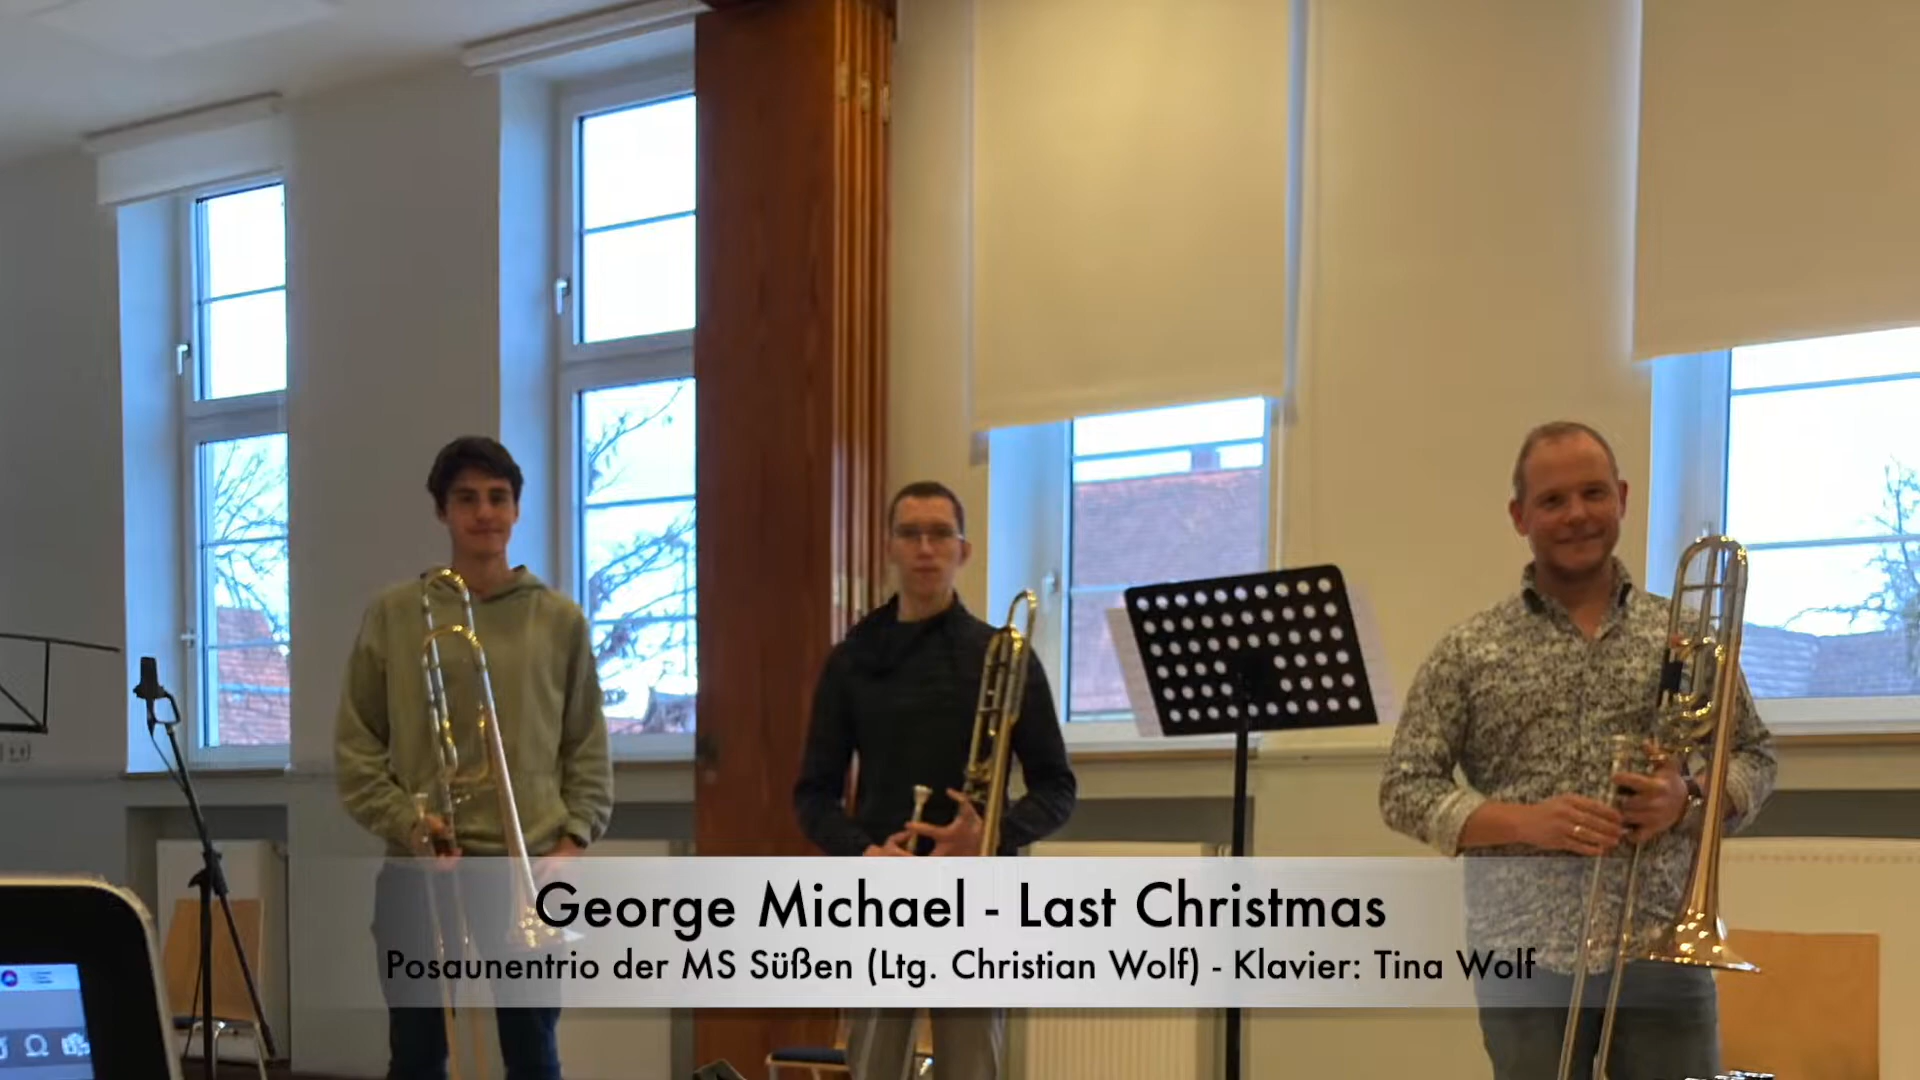 George Michael - Last Christmas
Posaunentrio der MS Süßen (Ltg. Christian Wolf) - Klavier: Tina Wolf